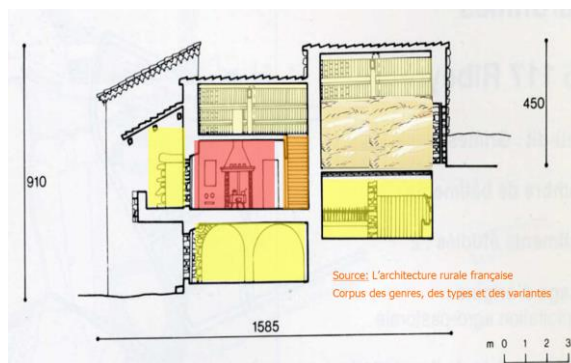 450
910
Source: L'architecture rurale française
Corpus des genres, des types et des variantes
1585
m 0 1 2 3